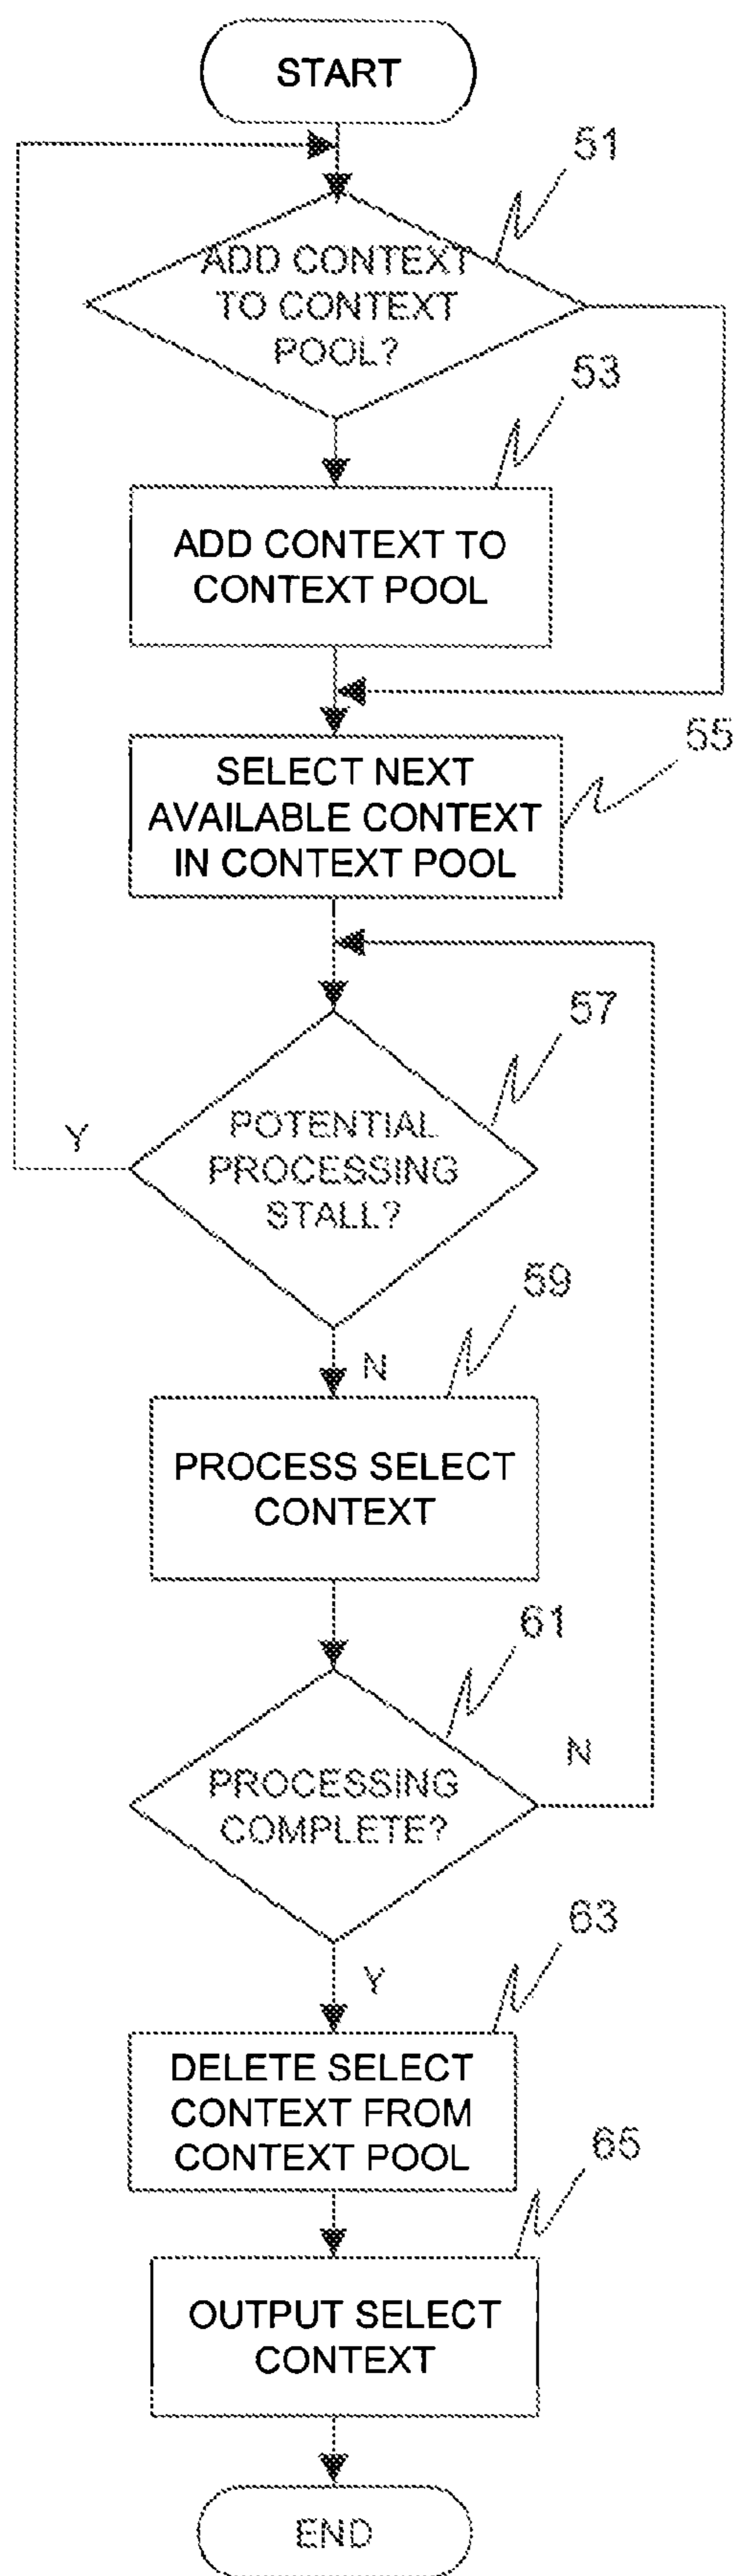 START
51
ADD CONTEXT
TO CONTEXT
POOL?
53
ADD CONTEXT TO
CONTEXT POOL
55
SELECT NEXT
AVAILABLE CONTEXT
IN CONTEXT POOL
57
Y
POTENTIAL
PROCESSING
STALL?
59
N
PROCESS SELECT
CONTEXT
61
N
PROCESSING
COMPLETE?
63
Y
DELETE SELECT
CONTEXT FROM
CONTEXT POOL
65
OUTPUT SELECT
CONTEXT
END